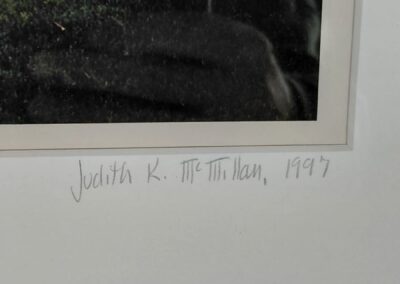 Judith K. McMillan, 1997